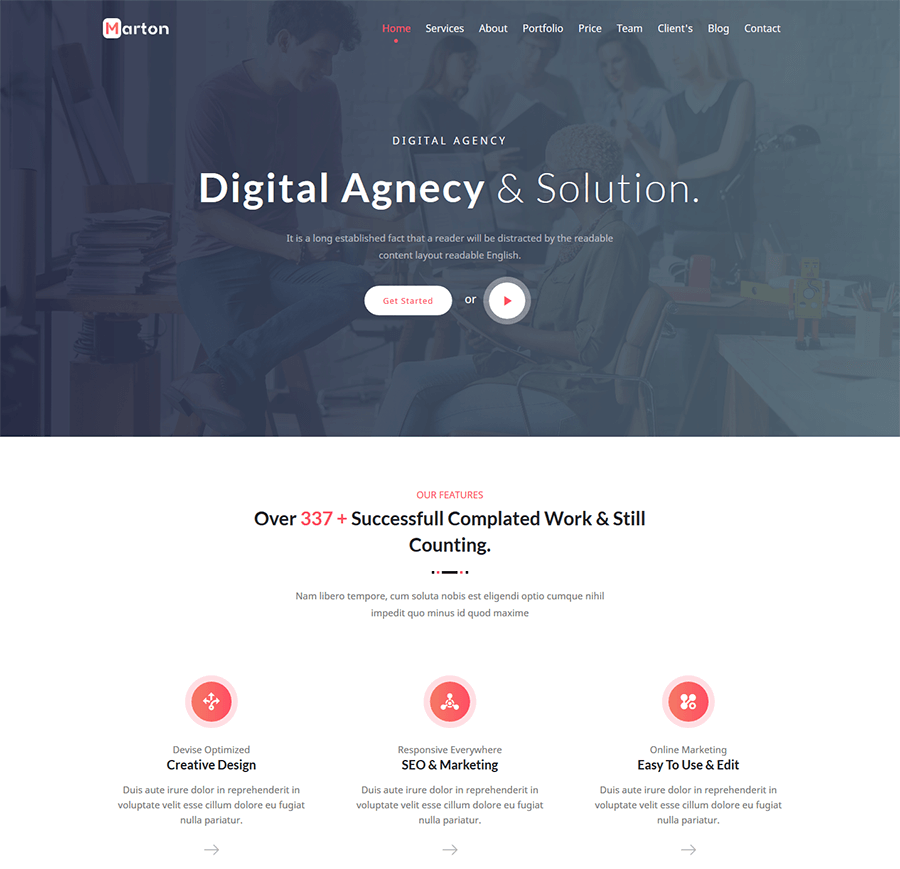 Marton
Home Services About Portfolio Price Team Client's Blog Contact
DIGITAL AGENCY
Digital Agnecy & Solution.
It is a long established fact that a reader will be distracted by the readable
content layout readable English.
Get Started or
OUR FEATURES
Over 337 + Successfull Complated Work & Still
Counting.
Nam libero tempore, cum soluta nobis est eligendi optio cumque nihil
impedit quo minus id quod maxime
Devise Optimized
Creative Design
Duis aute irure dolor in reprehenderit in
voluptate velit esse cillum dolore eu fugiat
nulla pariatur.
Responsive Everywhere
SEO & Marketing
Duis aute irure dolor in reprehenderit in
voluptate velit esse cillum dolore eu fugiat
nulla pariatur.
Online Marketing
Easy To Use & Edit
Duis aute irure dolor in reprehenderit in
voluptate velit esse cillum dolore eu fugiat
nulla pariatur.